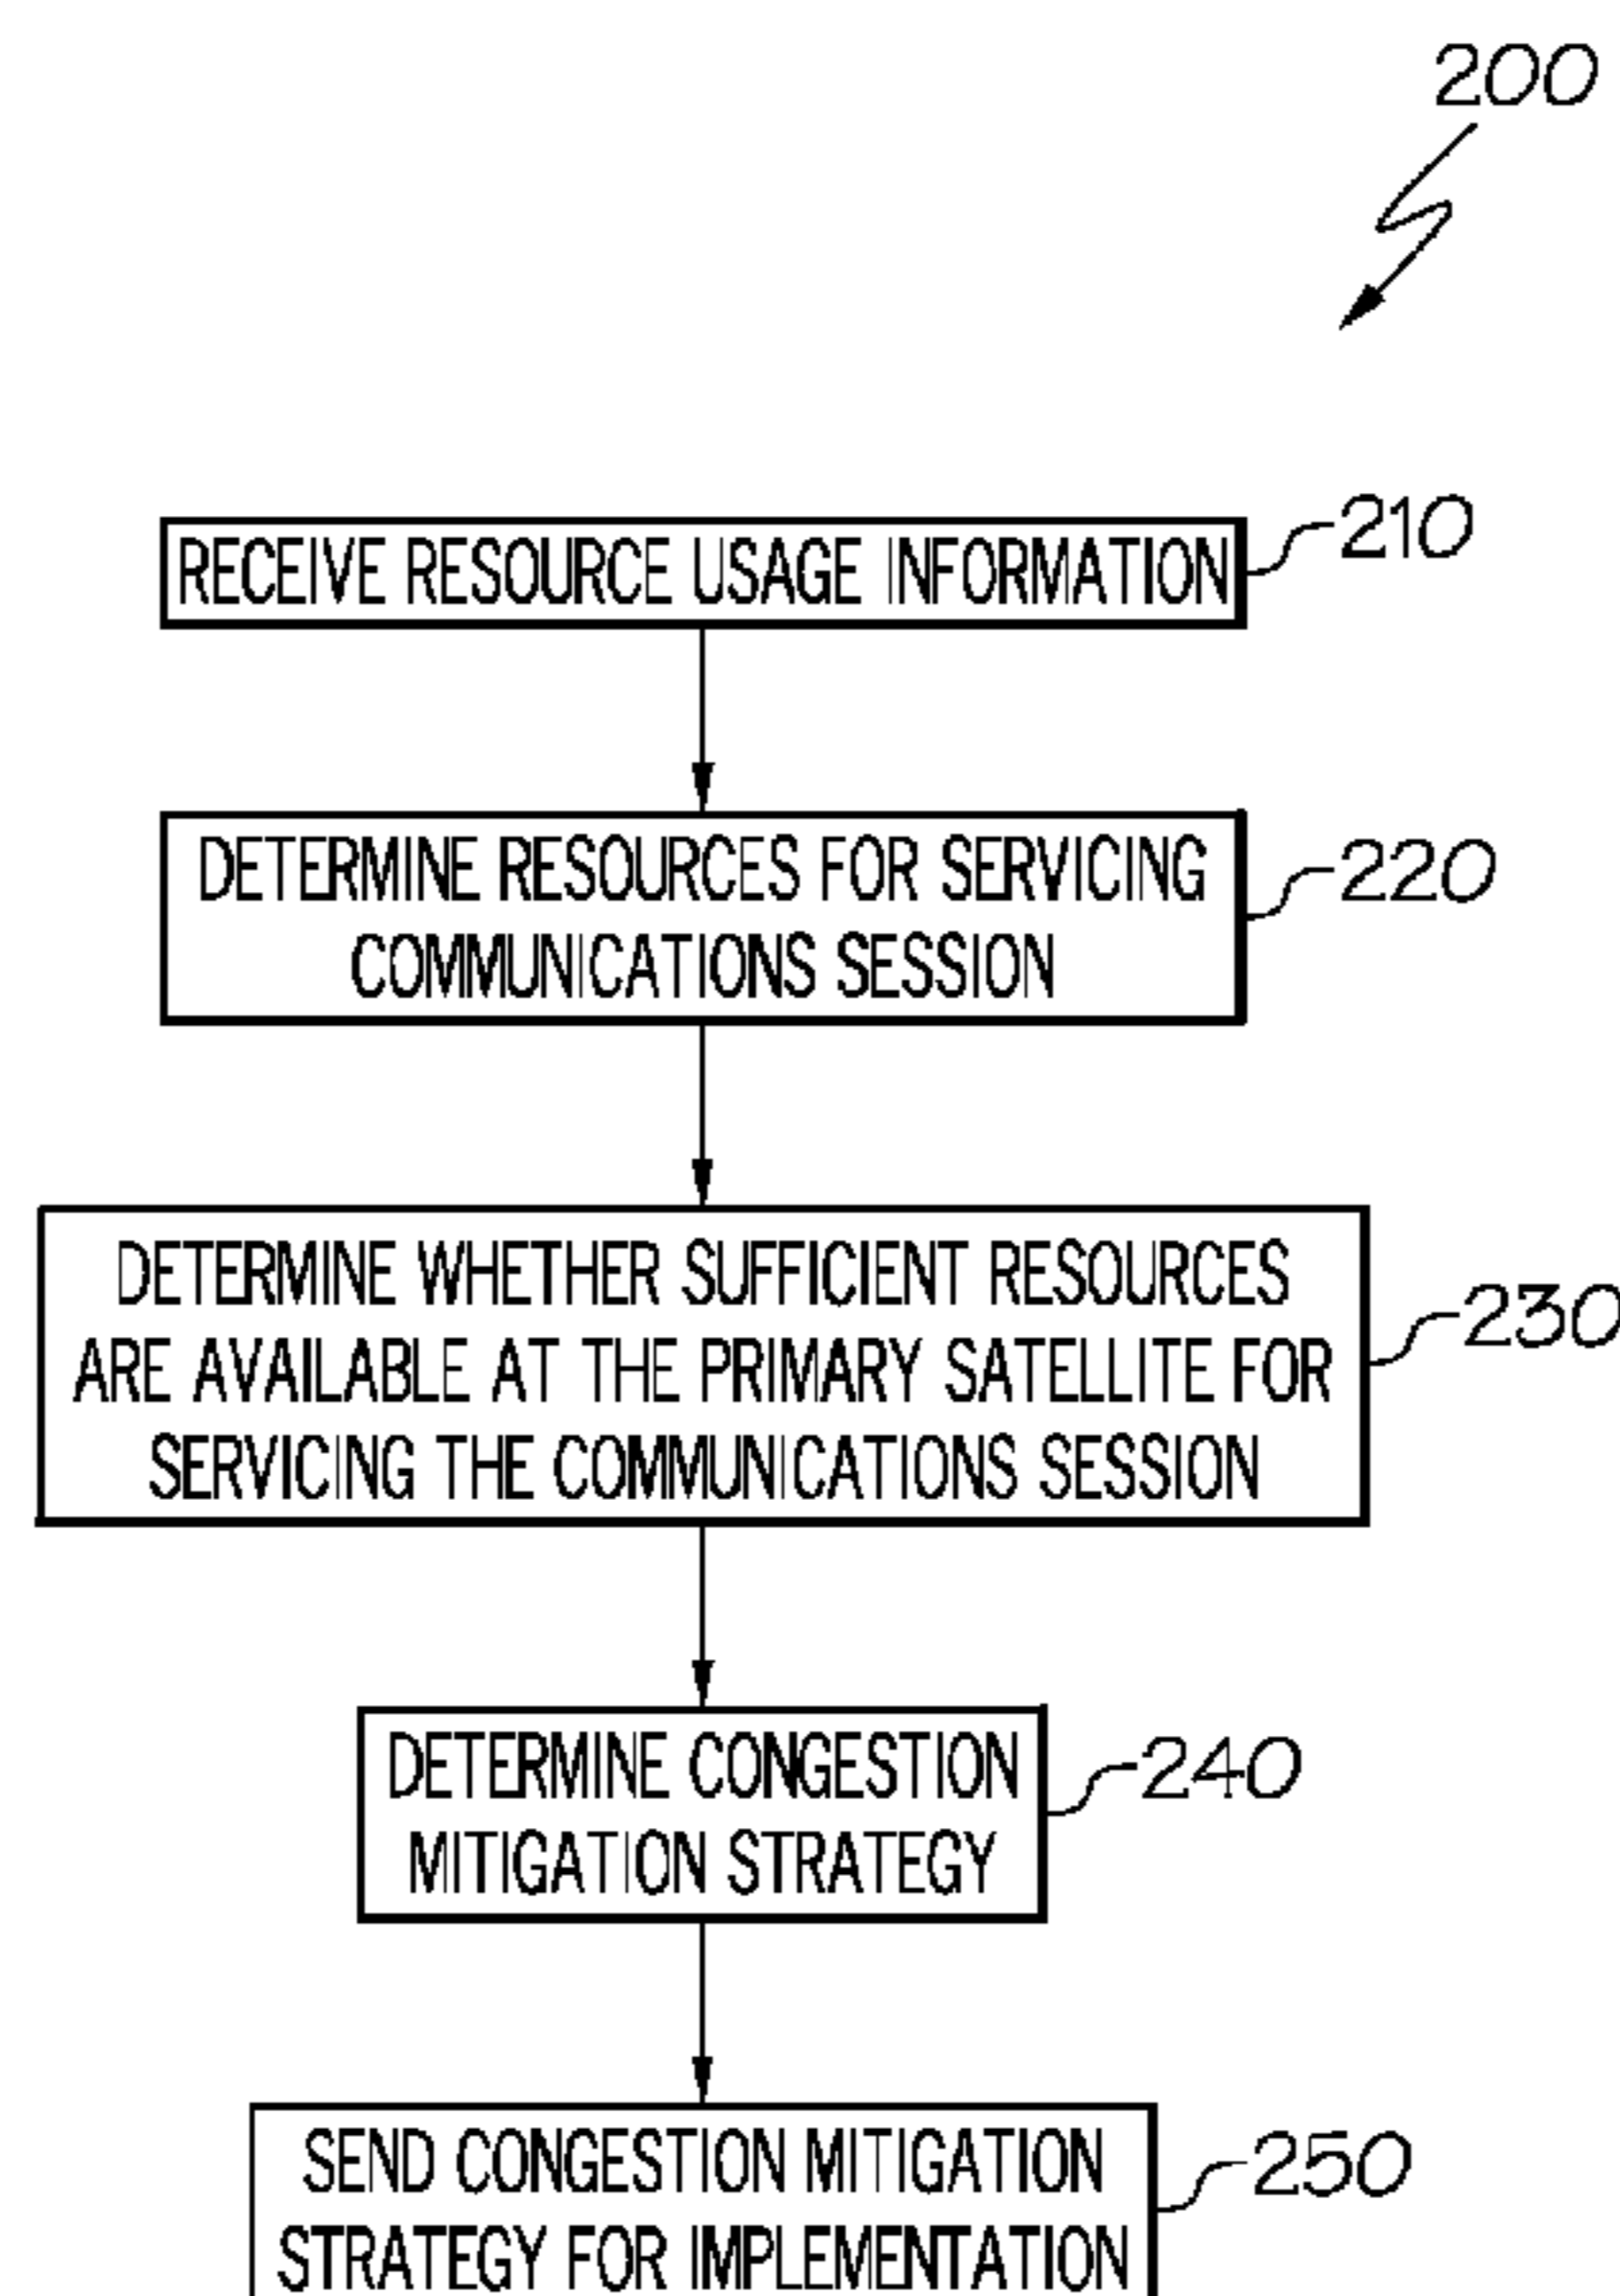 200
RECEIVE RESOURCE USAGE INFORMATION
210
DETERMINE RESOURCES FOR SERVICING
COMMUNICATIONS SESSION
220
DETERMINE WHETHER SUFFICIENT RESOURCES
ARE AVAILABLE AT THE PRIMARY SATELLITE FOR
SERVICING THE COMMUNICATIONS SESSION
230
DETERMINE CONGESTION
MITIGATION STRATEGY
240
SEND CONGESTION MITIGATION
STRATEGY FOR IMPLEMENTATION
250